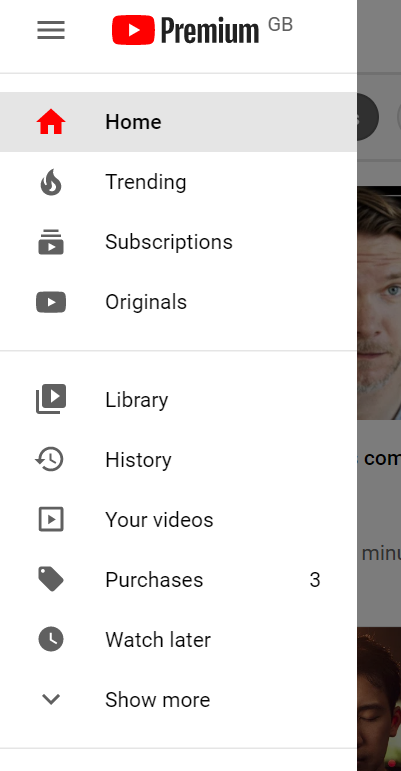 Premium GB
Home
Trending
Subscriptions
Originals
Library
History
Your videos
Purchases 3
Watch later
Show more
com
minu